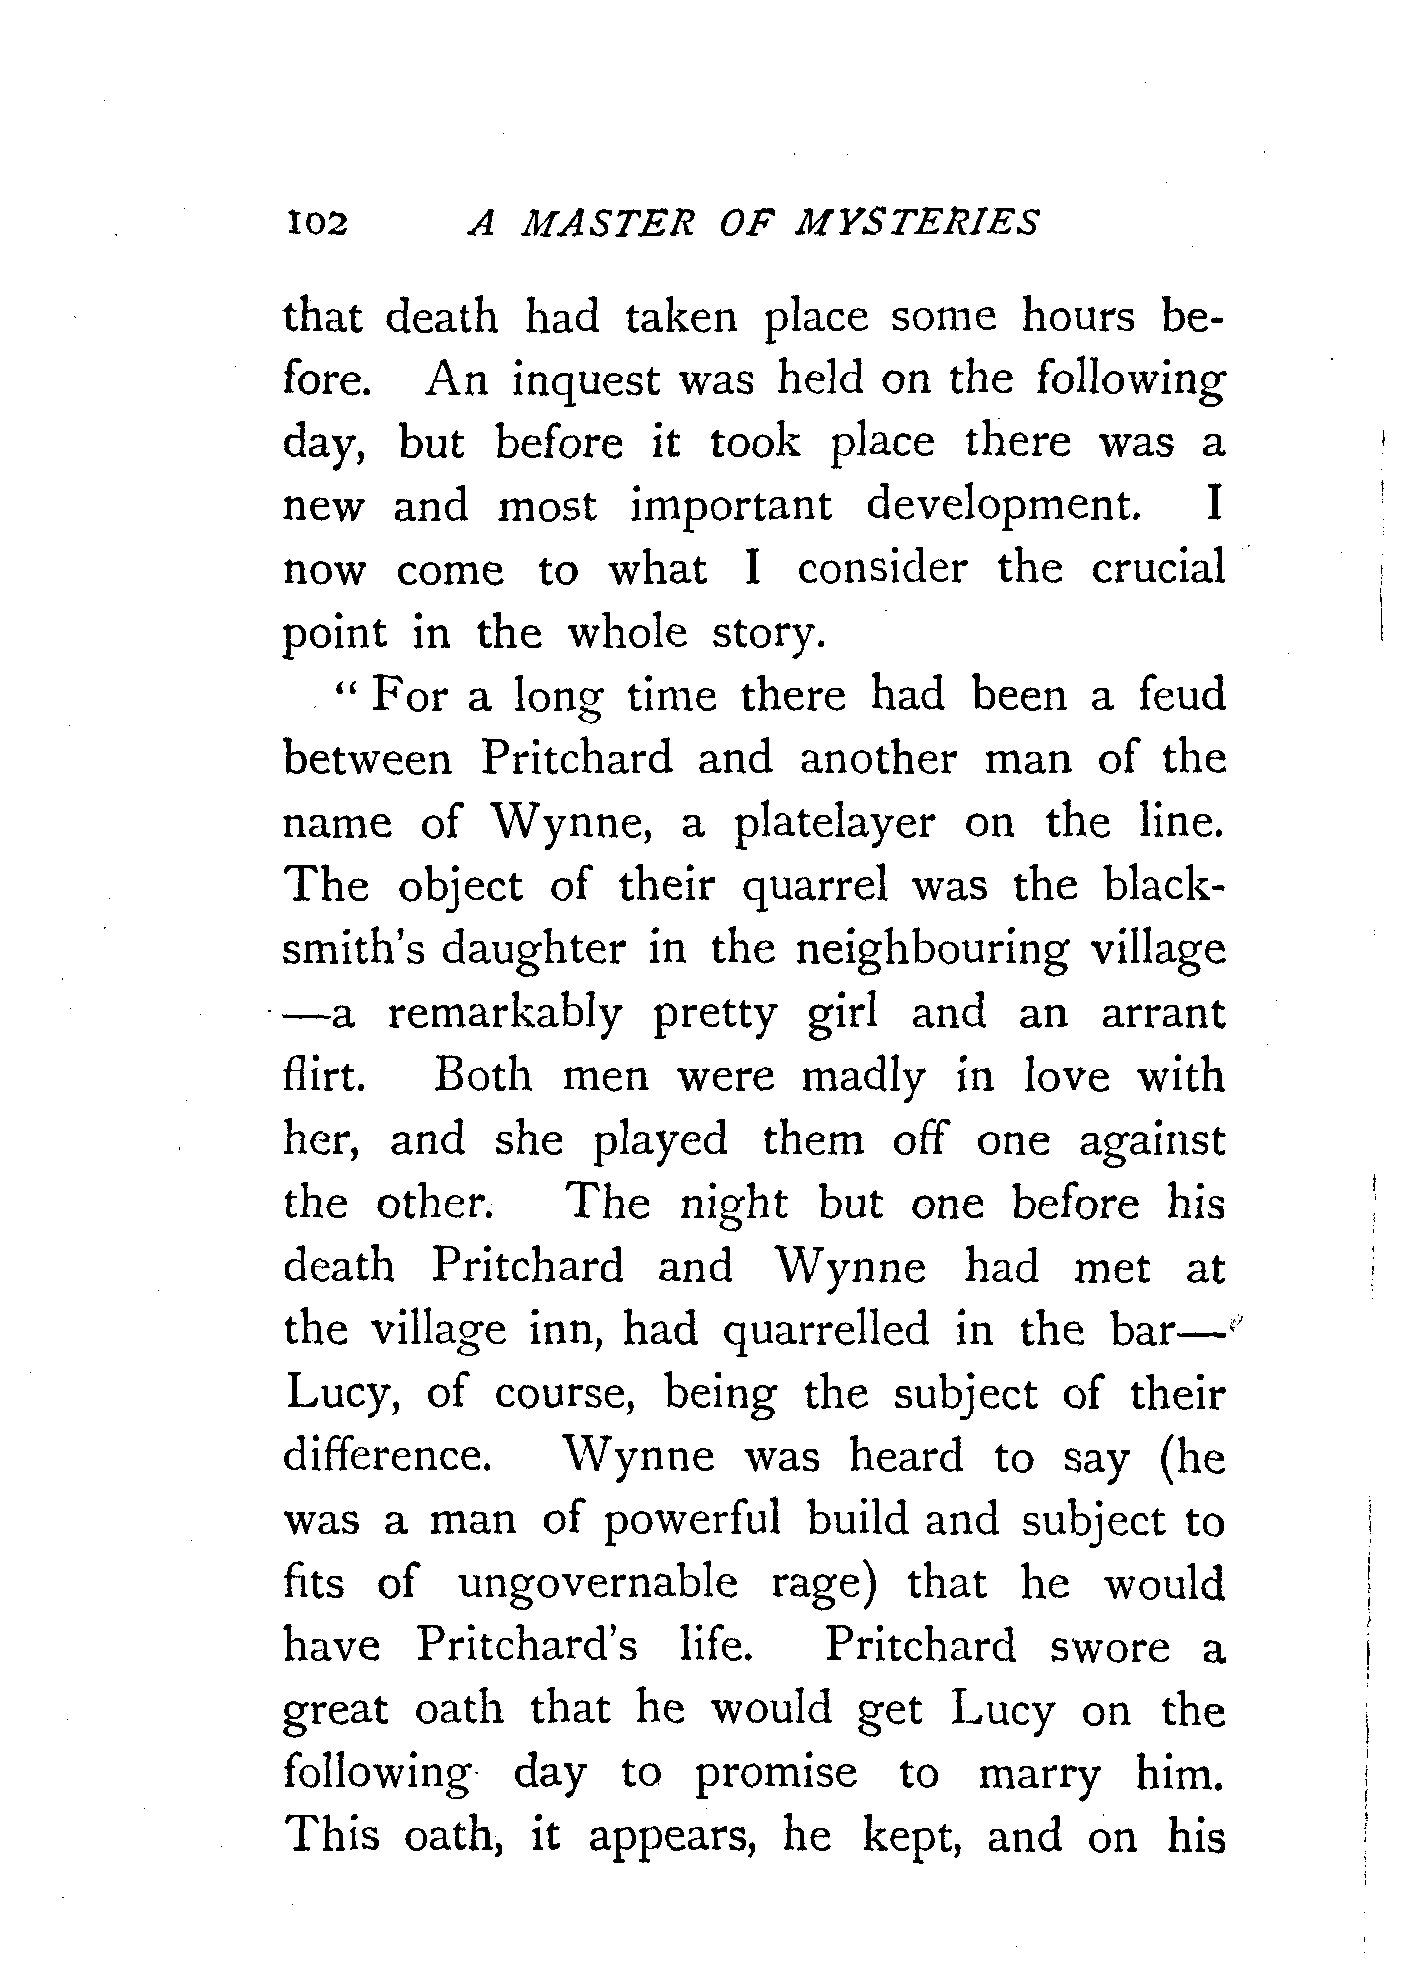 102 A MASTER OF MYSTERIES
that death had taken place some hours be-
fore. An inquest was held on the following
day, but before it took place there was a
new and most important development. I
now come to what I consider the crucial
point in the whole story.
“ For a long time there had been a feud
between Pritchard and another man of the
name of Wynne, a platelayer on the line.
The object of their quarrel was the black-
smith's daughter in the neighbouring village
—a remarkably pretty girl and an arrant
flirt. Both men were madly in love with
her, and she played them off one against
the other. The night but one before his
death Pritchard and Wynne had met at
the village inn, had quarrelled in the bar—
Lucy, of course, being the subject of their
difference. Wynne was heard to say (he
was a man of powerful build and subject to
fits of ungovernable rage) that he would
have Pritchard's life. Pritchard swore a
great oath that he would get Lucy on the
following day to promise to marry him.
This oath, it appears, he kept, and on his